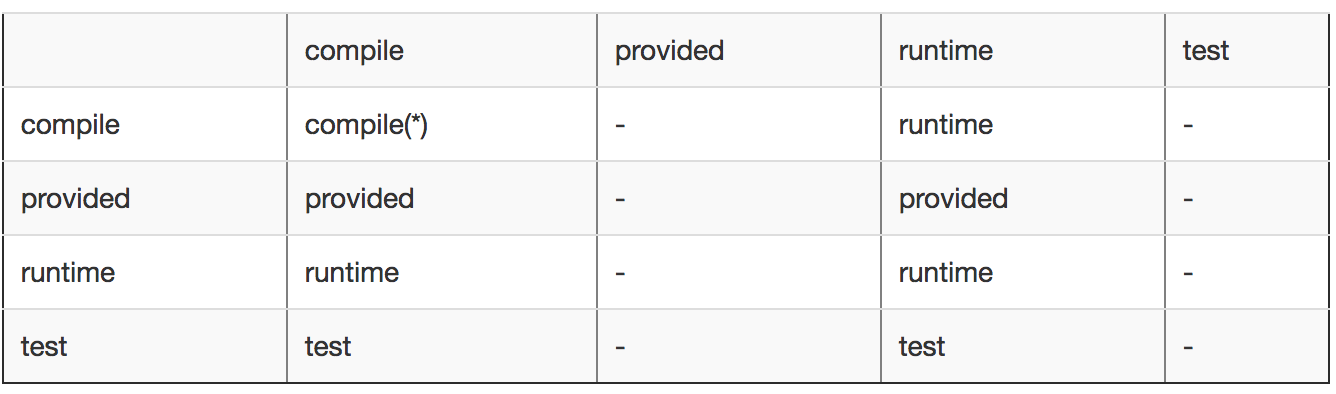 compile provided runtime test
compile compile(*) - runtime -
provided provided - provided -
runtime runtime - runtime -
test test - test -